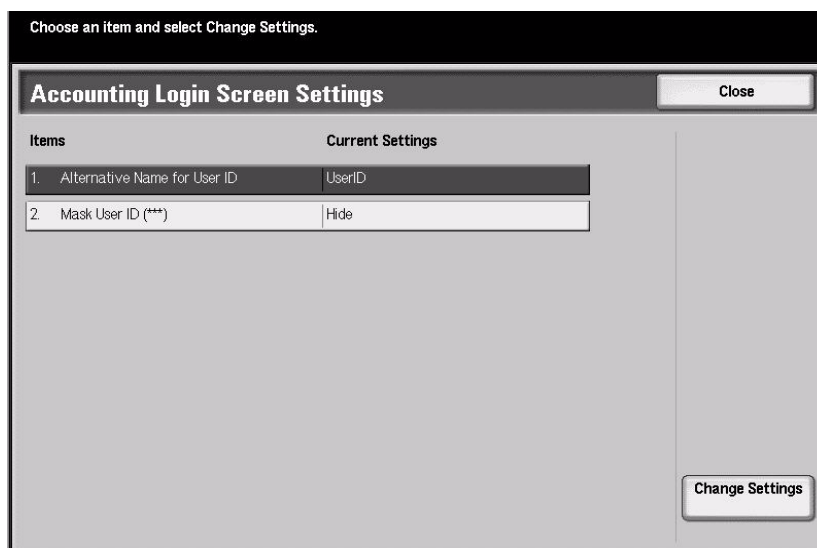 Choose an item and select Change Settings.
Accounting Login Screen Settings
Close
Items Current Settings
1. Alternative Name for User ID UserID
2. Mask User ID (***) Hide
Change Settings